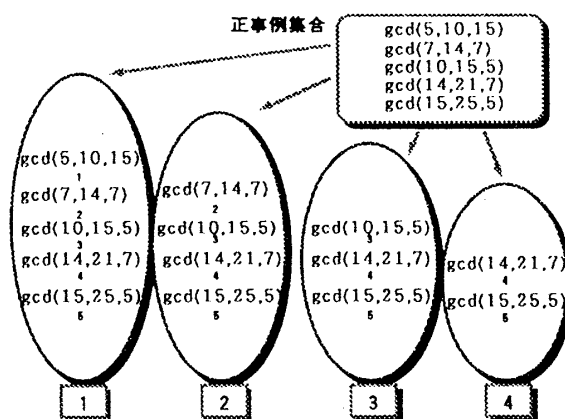 正事例集合
gcd(5,10,15)
gcd(7,14,7)
gcd(10,15,5)
gcd(14,21,7)
gcd(15,25,5)
gcd(5,10,15)
1
gcd(7,14,7)
2
gcd(10,15,5)
3
gcd(14,21,7)
4
gcd(15,25,5)
5
1
gcd(7,14,7)
2
gcd(10,15,5)
3
gcd(14,21,7)
4
gcd(15,25,5)
5
2
gcd(10,15,5)
3
gcd(14,21,7)
4
gcd(15,25,5)
5
3
gcd(14,21,7)
4
gcd(15,25,5)
5
4